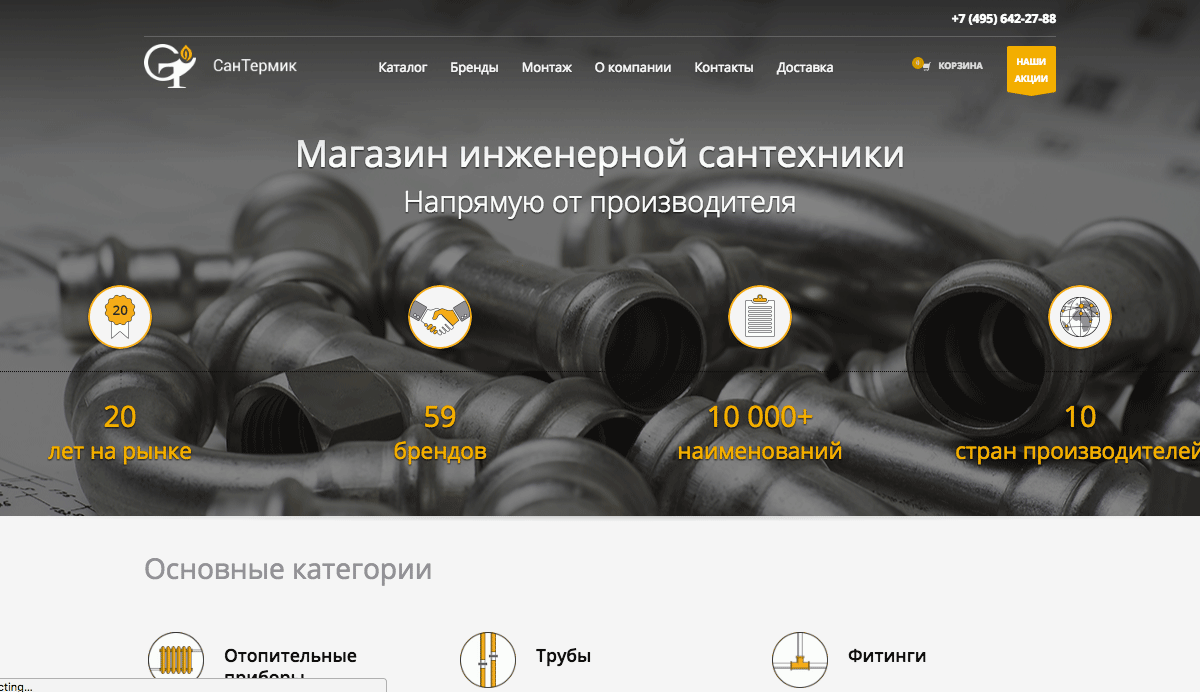 +7 (495) 642-27-88
СанТермик
Каталог Бренды Монтаж О компании Контакты Доставка
0
КОРЗИНА
НАШИ
АКЦИИ
Магазин инженерной сантехники
Напрямую от производителя
20
20
лет на рынке
59
брендов
10 000+
наименований
10
стран производителей
Основные категории
Отопительные
приборы
Трубы
Фитинги
cting...